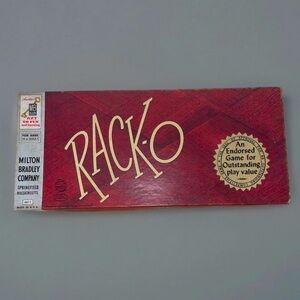 MILTON
BRADLEY
COMPANY
SPRINGFIELD
MASSACHUSETTS
RACK-O
An
Endorsed
Game for
Outstanding
play value